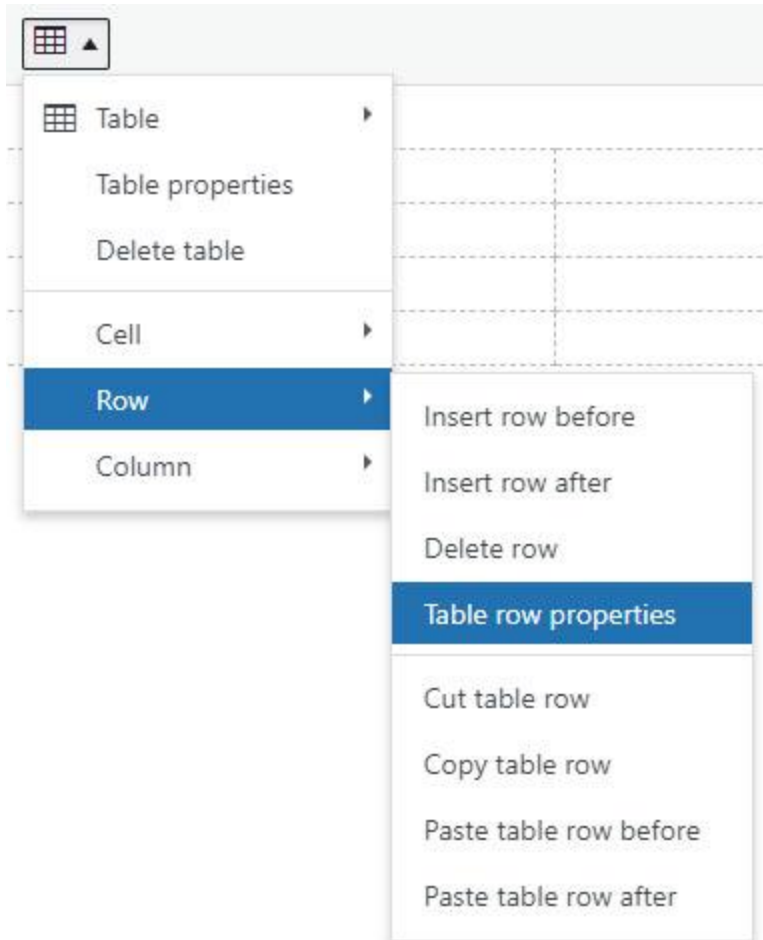 Table
Table properties
Delete table
Cell
Row
Column
Insert row before
Insert row after
Delete row
Table row properties
Cut table row
Copy table row
Paste table row before
Paste table row after